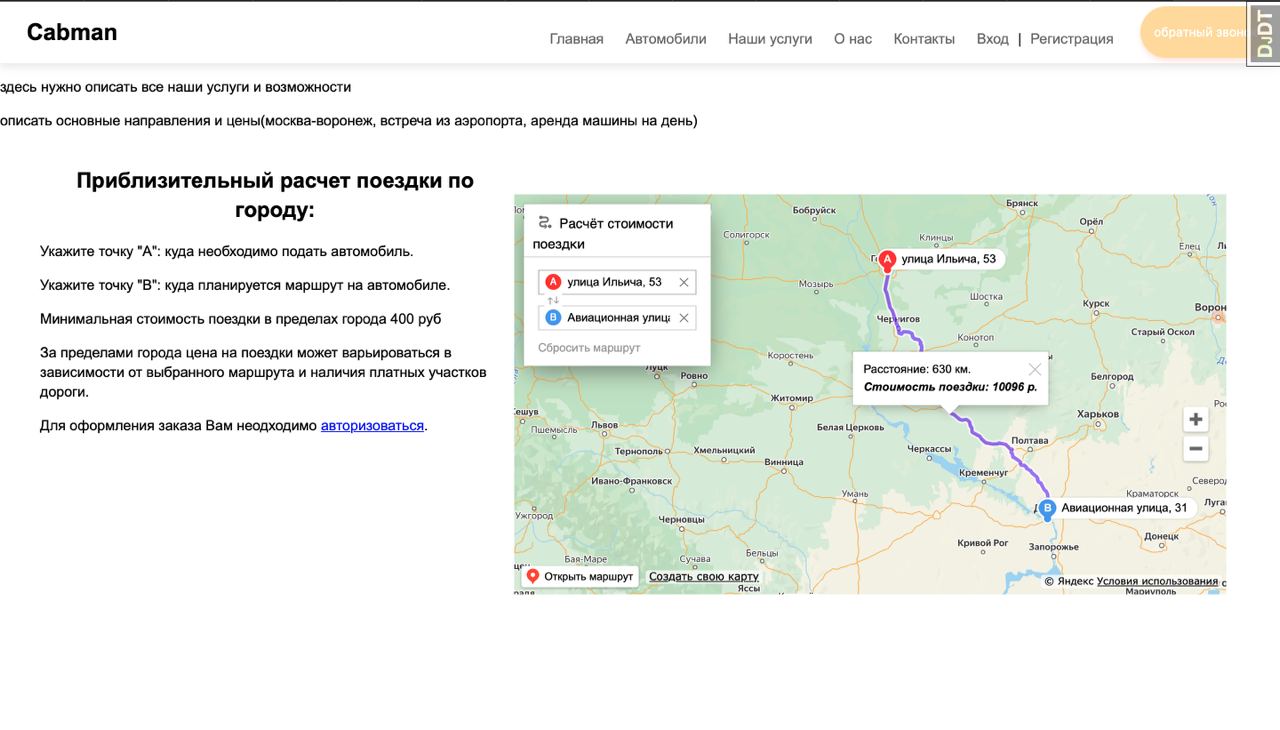 Cabman
Главная Автомобили Наши услуги О нас Контакты Вход | Регистрация
DJDT
здесь нужно описать все наши услуги и возможности
описать основные направления и цены(москва-воронеж, встреча из аэропорта, аренда машины на день)
Приблизительный расчет поездки по
городу:
Укажите точку "А": куда необходимо подать автомобиль.
Укажите точку "В": куда планируется маршрут на автомобиле.
Минимальная стоимость поездки в пределах города 400 руб
За пределами города цена на поездки может варьироваться в
зависимости от выбранного маршрута и наличия платных участков
дороги.
Для оформления заказа Вам неодходимо авторизоваться.
Расчёт стоимости
поездки
A улица Ильича, 53
B Авиационная
Сбросить маршрут
Бобруйск
Брянск
Орёл
Солигорск
Клинцы
Елец
A улица Ильича, 53
Мозырь
Шостка
Курск
Чернигов
Старый Оскол
Конотоп
Коростень
Расстояние: 630 км.
Стоимость поездки: 10096 р.
Луцк
Ровно
Белгород
Житомир
Белая Церковь
Харьков
Львов
Пшемысль
Полтава
Тернополь
Хмельницкий
Черкассы
Винница
Кременчуг
Ивано-Франковск
Умань
Краматорск
Ужгород
B Авиационная улица, 31
Черновцы
Кривой Рог
Донецк
Запорожье
Бая-Маре
Сучава
Бельцы
Открыть маршрут
Создать свою карту
Яссы
© Яндекс Условия использования
Мариуполь